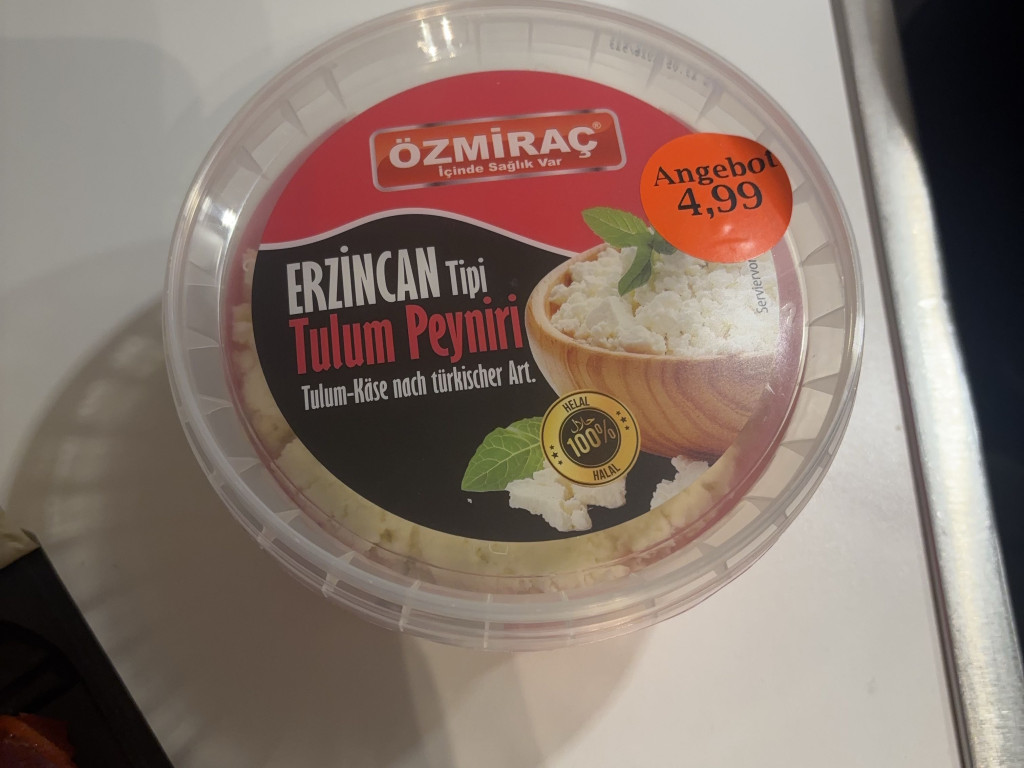 ÖZMİRAÇ®
İçinde Sağlık Var
Angebot
4,99
ERZİNCAN Tipi
Tulum Peyniri
Tulum-Käse nach türkischer Art.
HELAL
حلال
100%
HALAL